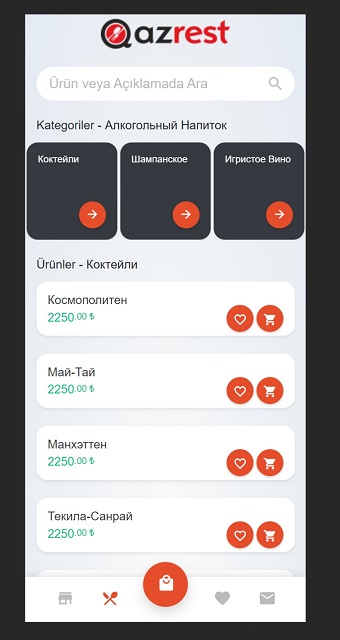 Qazrest
Ürün veya Açıklamada Ara
Kategoriler - Алкогольный Напиток
Коктейли
Шампанское
Игристое Вино
Ürünler - Коктейли
Космополитен
2250.00 ₺
Май-Тай
2250.00 ₺
Манхэттен
2250.00 ₺
Текила-Санрай
2250.00 ₺